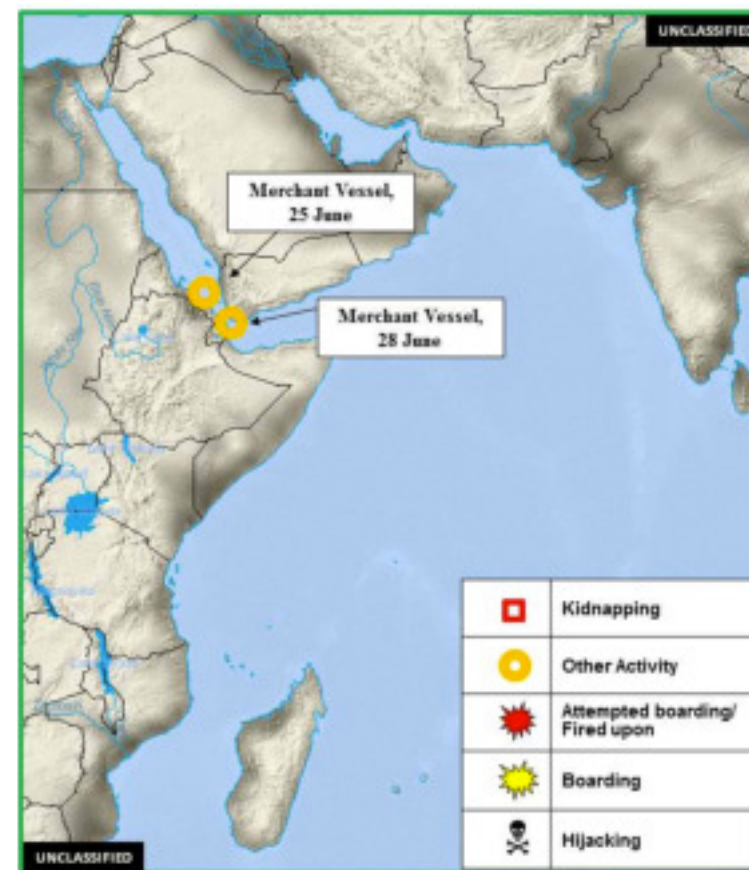 UNCLASSIFIED
Merchant Vessel,
25 June
Merchant Vessel,
28 June
Kidnapping
Other Activity
Attempted boarding/
Fired upon
Boarding
Hijacking
UNCLASSIFIED